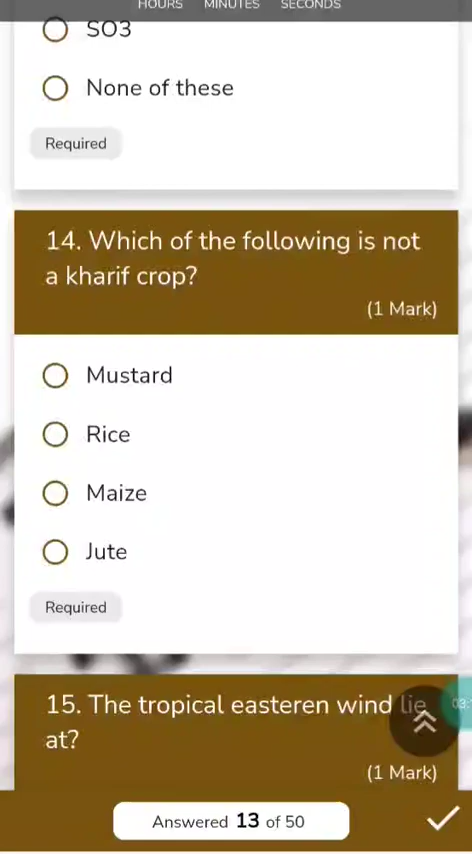 HOURS MINUTES SECONDS
SO3
None of these
Required
14. Which of the following is not
a kharif crop?
(1 Mark)
Mustard
Rice
Maize
Jute
Required
15. The tropical easteren wind lie
at?
(1 Mark)
Answered 13 of 50